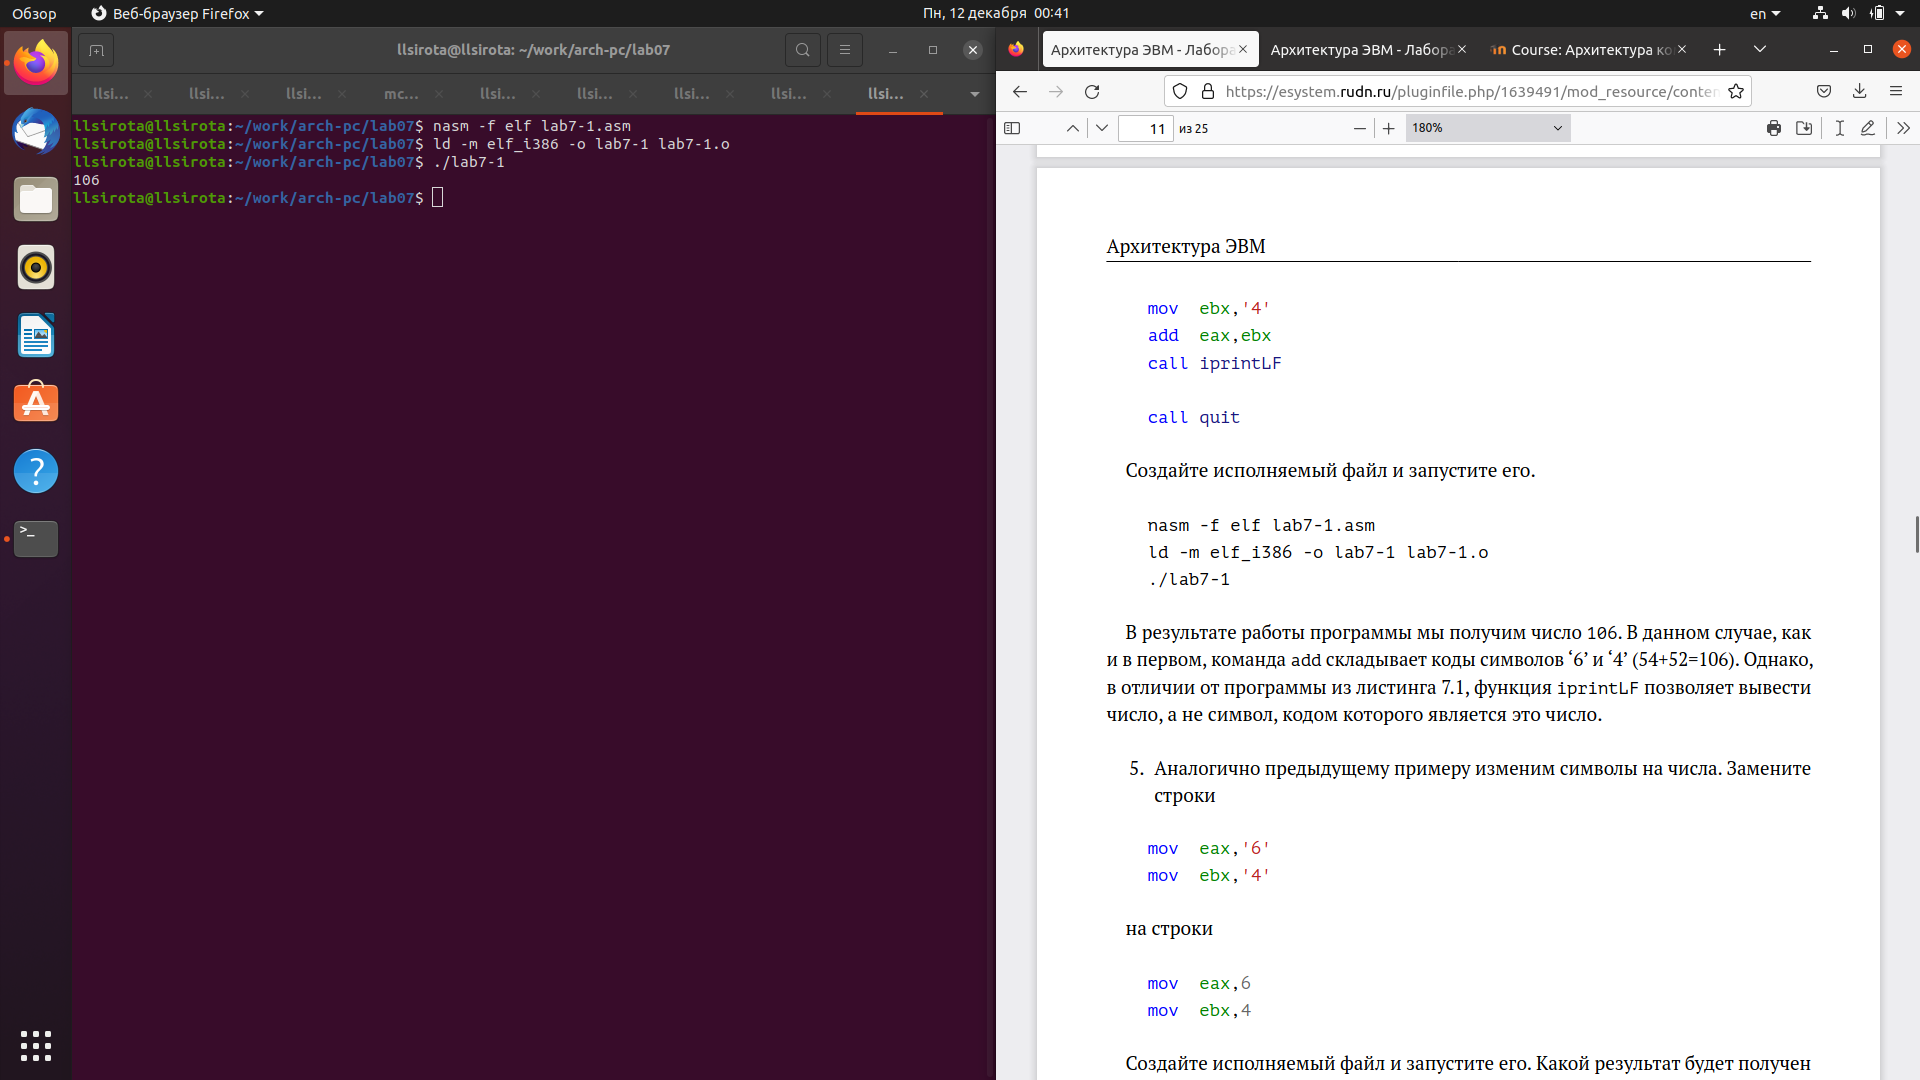 Обзор
Веб-браузер Firefox
Пн, 12 декабря 00:41
en
llsirota@llsirota: ~/work/arch-pc/lab07
llsi... llsi... llsi... mc... llsi... llsi... llsi... llsi... llsi...
llsirota@llsirota:~/work/arch-pc/lab07$ nasm -f elf lab7-1.asm
llsirota@llsirota:~/work/arch-pc/lab07$ ld -m elf_i386 -o lab7-1 lab7-1.o
llsirota@llsirota:~/work/arch-pc/lab07$ ./lab7-1
106
llsirota@llsirota:~/work/arch-pc/lab07$
Архитектура ЭВМ - Лабора
Архитектура ЭВМ - Лабора
Course: Архитектура ко
https://esystem.rudn.ru/pluginfile.php/1639491/mod_resource/conten
11 из 25
180%
Архитектура ЭВМ
mov ebx,'4'
add eax,ebx
call iprintLF
call quit
Создайте исполняемый файл и запустите его.
nasm -f elf lab7-1.asm
ld -m elf_i386 -o lab7-1 lab7-1.o
./lab7-1
В результате работы программы мы получим число 106. В данном случае, как
и в первом, команда add складывает коды символов ‘6’ и ‘4’ (54+52=106). Однако,
в отличии от программы из листинга 7.1, функция iprintLF позволяет вывести
число, а не символ, кодом которого является это число.
5. Аналогично предыдущему примеру изменим символы на числа. Замените
строки
mov eax,'6'
mov ebx,'4'
на строки
mov eax,6
mov ebx,4
Создайте исполняемый файл и запустите его. Какой результат будет получен